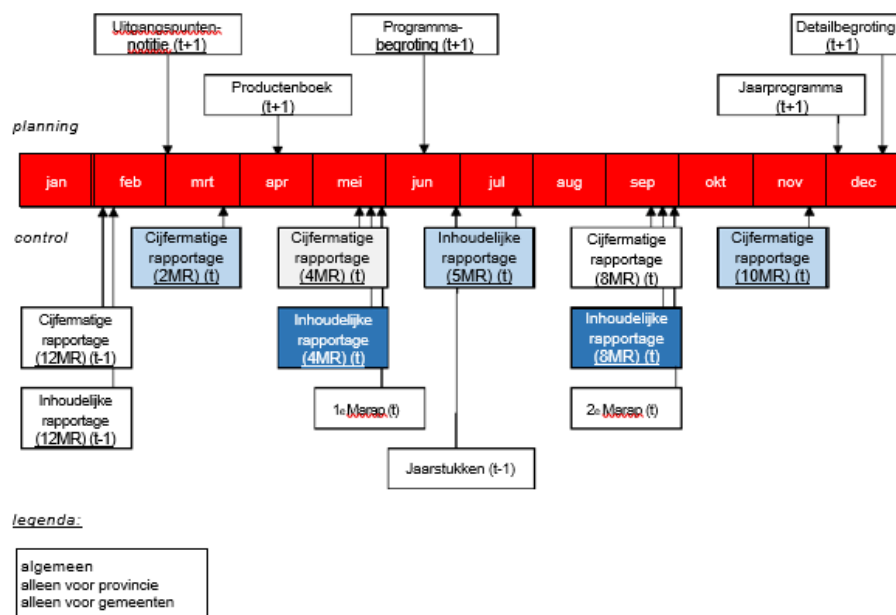 Uitgangspunten-
notitie (t+1)
Programma-
begroting (t+1)
Detailbegroting
(t+1)
Productenboek
(t+1)
Jaarprogramma
(t+1)
planning
jan
feb
mrt
apr
mei
jun
jul
aug
sep
okt
nov
dec
control
Cijfermatige
rapportage
(2MR) (t)
Cijfermatige
rapportage
(4MR) (t)
Inhoudelijke
rapportage
(5MR) (t)
Cijfermatige
rapportage
(8MR) (t)
Cijfermatige
rapportage
(10MR) (t)
Cijfermatige
rapportage
(12MR) (t-1)
Inhoudelijke
rapportage
(4MR) (t)
Inhoudelijke
rapportage
(8MR) (t)
Inhoudelijke
rapportage
(12MR) (t-1)
1e Marap (t)
2e Marap (t)
Jaarstukken (t-1)
legenda:
algemeen
alleen voor provincie
alleen voor gemeenten